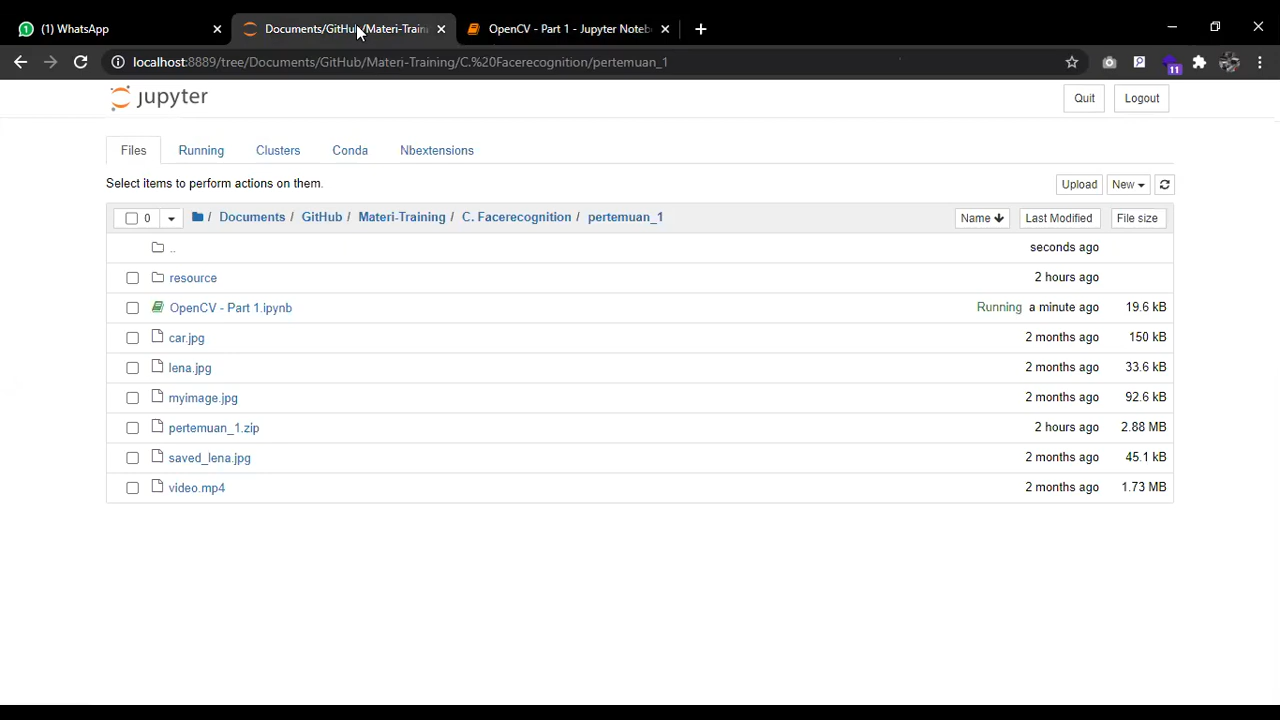 1 (1) WhatsApp Documents/GitHub/Materi-Trainin OpenCV - Part 1 - Jupyter Noteb
localhost:8889/tree/Documents/GitHub/Materi-Training/C.%20Facerecognition/pertemuan_1 11
jupyter Quit Logout
Files Running Clusters Conda Nbextensions
Select items to perform actions on them. Upload New
0 / Documents / GitHub / Materi-Training / C. Facerecognition / pertemuan_1 Name Last Modified File size
.. seconds ago
resource 2 hours ago
OpenCV - Part 1.ipynb Running a minute ago 19.6 kB
car.jpg 2 months ago 150 kB
lena.jpg 2 months ago 33.6 kB
myimage.jpg 2 months ago 92.6 kB
pertemuan_1.zip 2 hours ago 2.88 MB
saved_lena.jpg 2 months ago 45.1 kB
video.mp4 2 months ago 1.73 MB